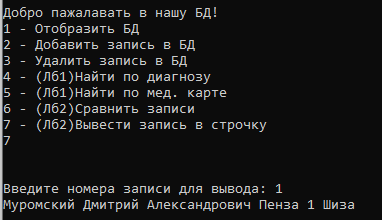 Добро пажалавать в нашу БД!
1 - Отобразить БД
2 - Добавить запись в БД
3 - Удалить запись в БД
4 - (Лб1)Найти по диагнозу
5 - (Лб1)Найти по мед. карте
6 - (Лб2)Сравнить записи
7 - (Лб2)Вывести запись в строчку
7
Введите номера записи для вывода: 1
Муромский Дмитрий Александрович Пенза 1 Шиза